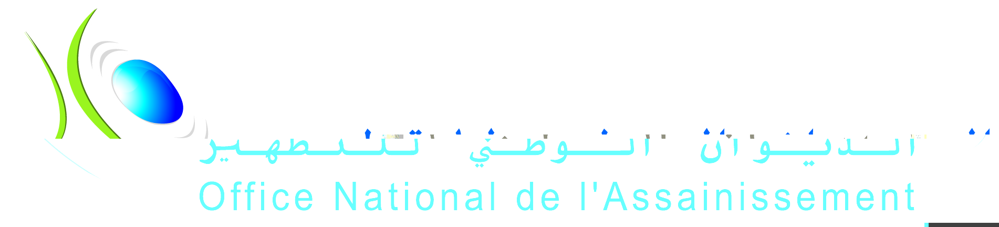 الديوان الوطني للتطهير
Office National de l'Assainissement